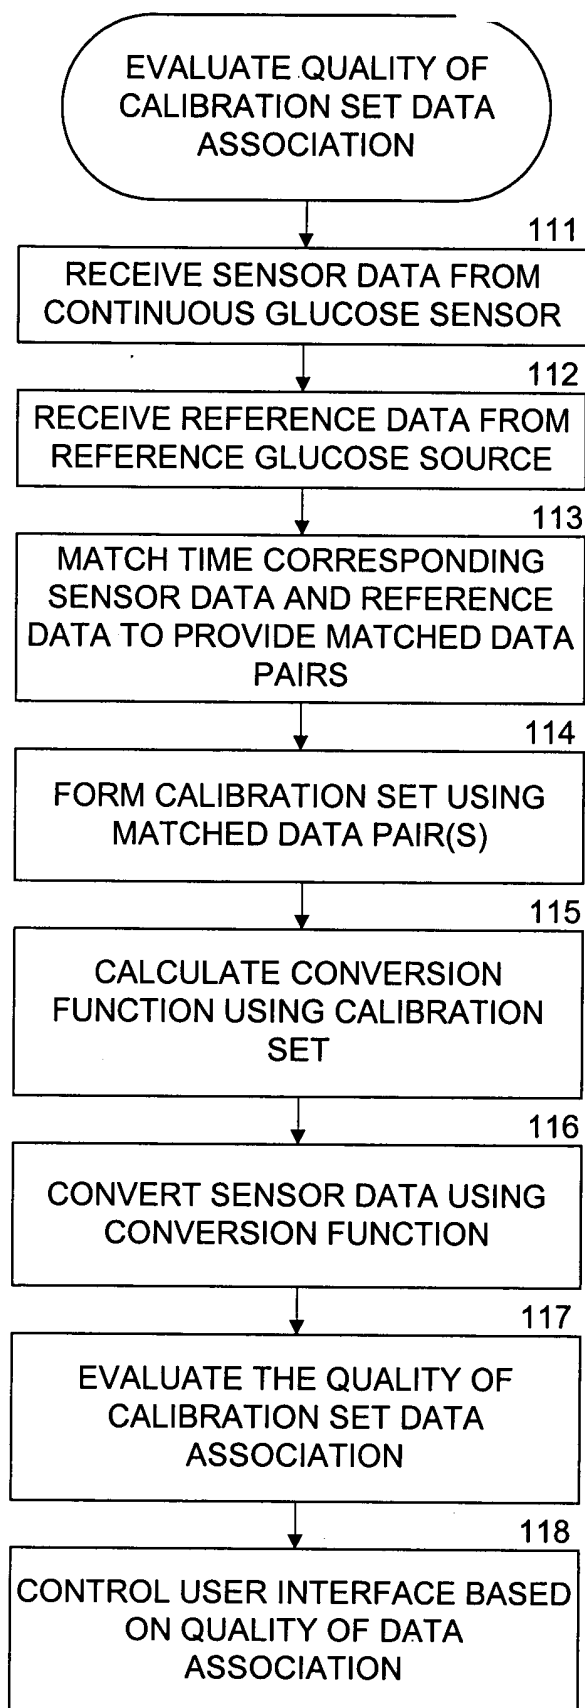 EVALUATE QUALITY OF
CALIBRATION SET DATA
ASSOCIATION
111
RECEIVE SENSOR DATA FROM
CONTINUOUS GLUCOSE SENSOR
112
RECEIVE REFERENCE DATA FROM
REFERENCE GLUCOSE SOURCE
113
MATCH TIME CORRESPONDING
SENSOR DATA AND REFERENCE
DATA TO PROVIDE MATCHED DATA
PAIRS
114
FORM CALIBRATION SET USING
MATCHED DATA PAIR(S)
115
CALCULATE CONVERSION
FUNCTION USING CALIBRATION
SET
116
CONVERT SENSOR DATA USING
CONVERSION FUNCTION
117
EVALUATE THE QUALITY OF
CALIBRATION SET DATA
ASSOCIATION
118
CONTROL USER INTERFACE BASED
ON QUALITY OF DATA
ASSOCIATION